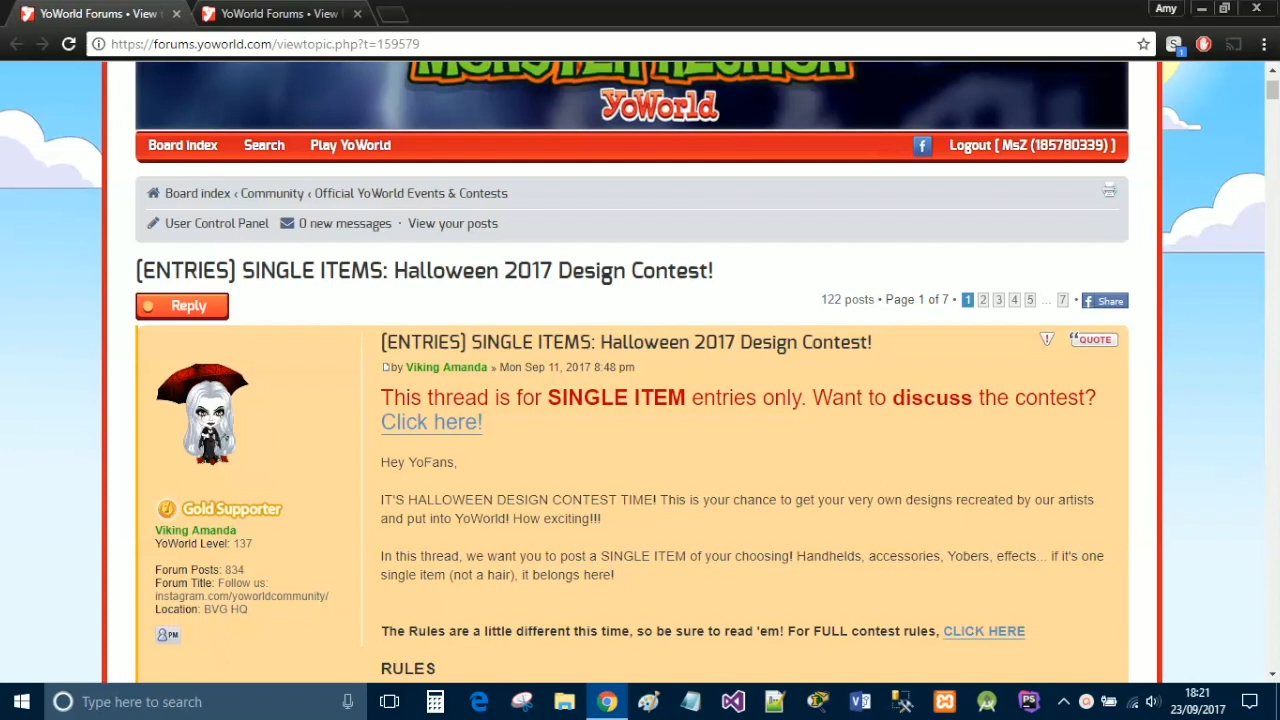 YoWorld Forums • View
YoWorld Forums • View
Amy
https://forums.yoworld.com/viewtopic.php?t=159579
MONSTER REUNION
YoWorld
Board index Search Play YoWorld Logout [ MsZ (185780339) ]
Board index ‹ Community ‹ Official YoWorld Events & Contests
User Control Panel 0 new messages · View your posts
[ENTRIES] SINGLE ITEMS: Halloween 2017 Design Contest!
Reply
122 posts • Page 1 of 7 • 1 2 3 4 5 ... 7 • Share
[ENTRIES] SINGLE ITEMS: Halloween 2017 Design Contest!
QUOTE
by Viking Amanda » Mon Sep 11, 2017 8:48 pm
This thread is for SINGLE ITEM entries only. Want to discuss the contest?
Click here!
Hey YoFans,
IT'S HALLOWEEN DESIGN CONTEST TIME! This is your chance to get your very own designs recreated by our artists
and put into YoWorld! How exciting!!!
In this thread, we want you to post a SINGLE ITEM of your choosing! Handhelds, accessories, Yobers, effects... if it's one
single item (not a hair), it belongs here!
The Rules are a little different this time, so be sure to read 'em! For FULL contest rules, CLICK HERE
RULES
Gold Supporter
Viking Amanda
YoWorld Level: 137
Forum Posts: 834
Forum Title: Follow us:
instagram.com/yoworldcommunity/
Location: BVG HQ
PM
Type here to search
18:21
23/09/2017